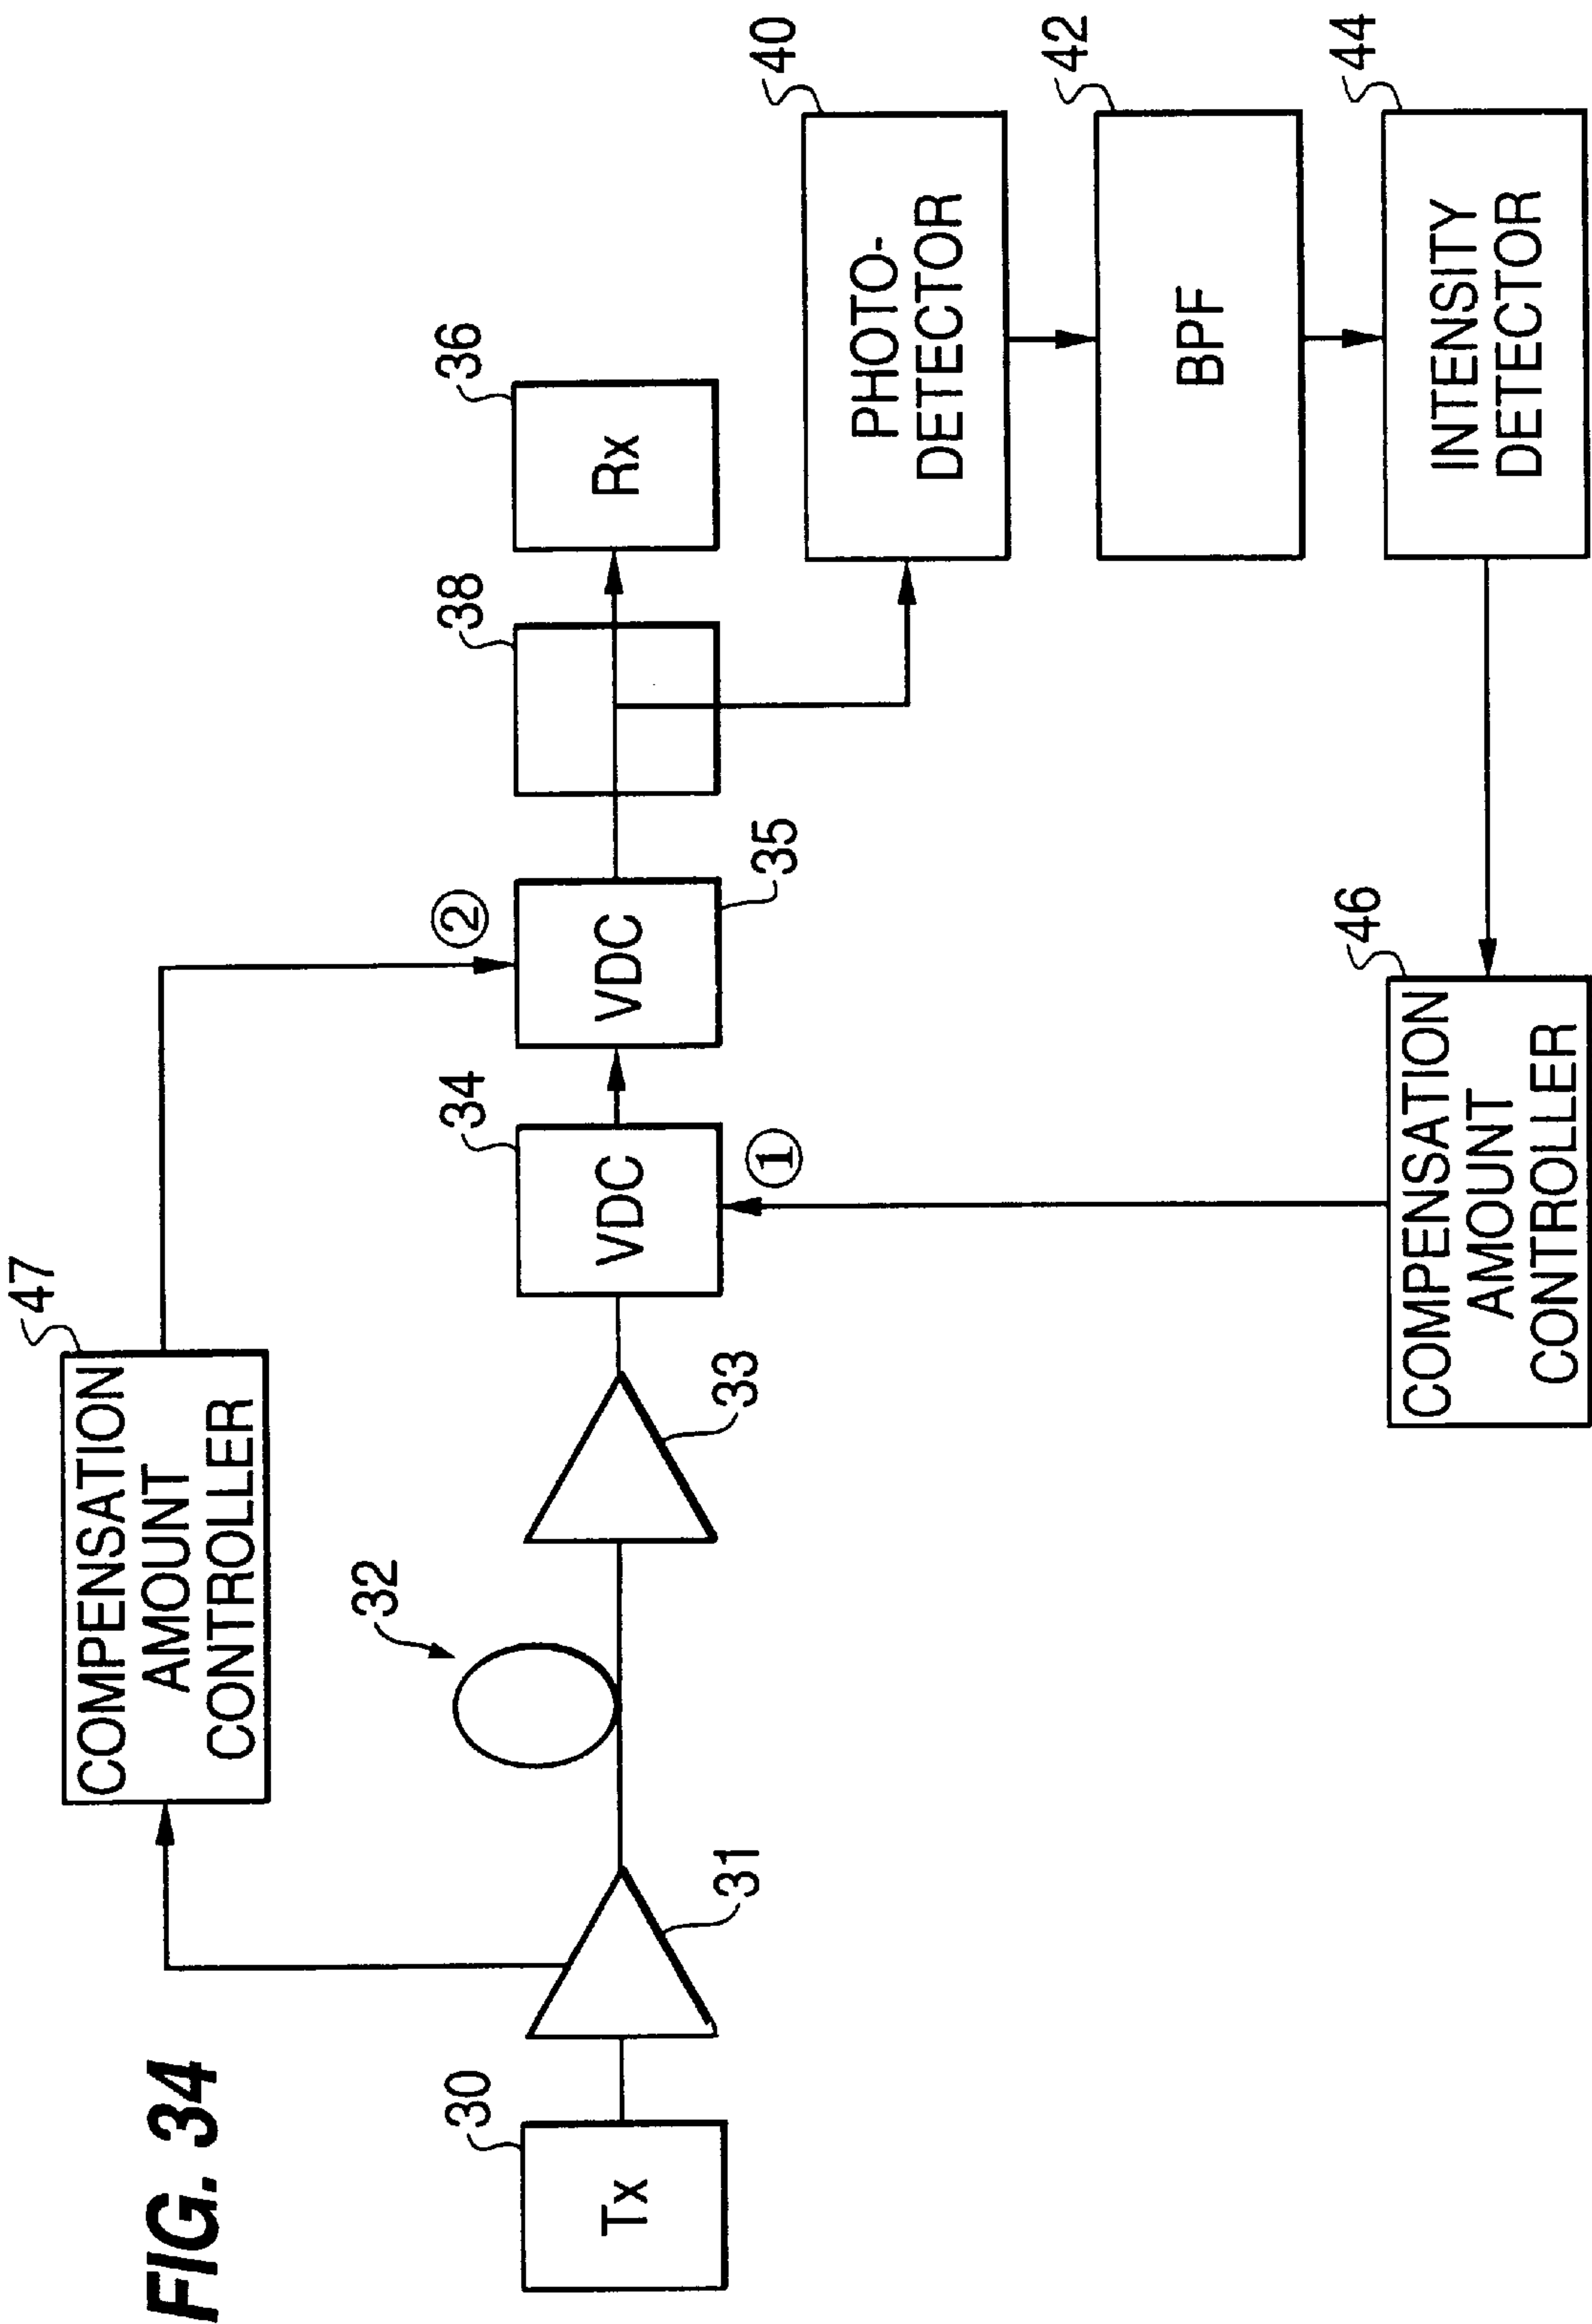 FIG. 34
47
COMPENSATION
AMOUNT
CONTROLLER
30
Tx
31
32
33
34
VDC
①
②
VDC
35
38
36
Rx
40
PHOTO-
DETECTOR
42
BPF
44
INTENSITY
DETECTOR
46
COMPENSATION
AMOUNT
CONTROLLER